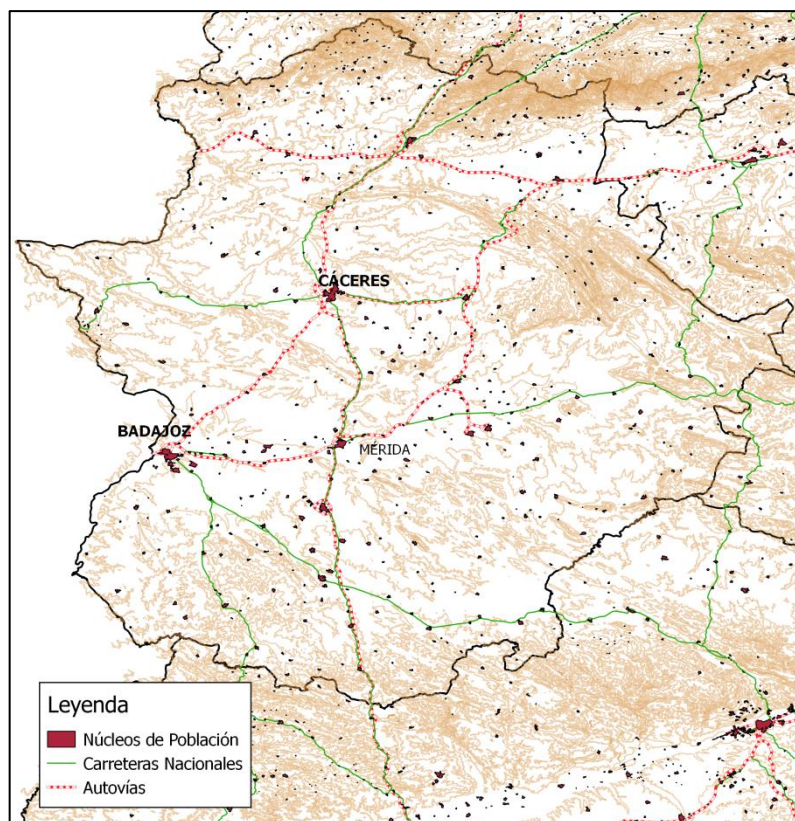 CÁCERES
BADAJOZ
MÉRIDA
Leyenda
Núcleos de Población
Carreteras Nacionales
Autovías